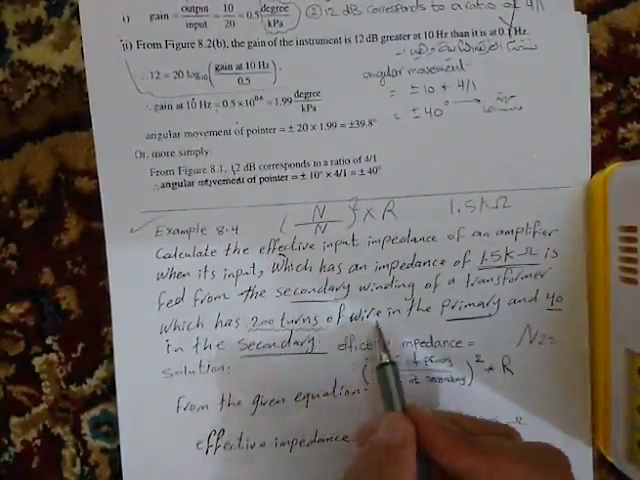 i) gain = output/input = 10/20 = 0.5 degree/kPa
② 12 dB corresponds to a ratio of 4/1
ii) From Figure 8.2(b), the gain of the instrument is 12 dB greater at 10 Hz than it is at 0.1 Hz.
∴ 12 = 20 log10 (gain at 10 Hz/0.5)
angular movement
∴ gain at 10 Hz = 0.5 × 10^0.6 = 1.99 degree/kPa
= ±10 * 4/1
= ±40°
angular movement of pointer = ± 20 × 1.99 = ±39.8°
Or, more simply:
From Figure 8.1, 12 dB corresponds to a ratio of 4/1
∴ angular movement of pointer = ± 10° × 4/1 = ± 40°
Example 8.4
(N/N)² × R
1.5 kΩ
Calculate the effective input impedance of an amplifier
when its input, which has an impedance of 1.5 k Ω is
fed from the secondary winding of a transformer
which has 200 turns of wire in the primary and 40
in the secondary.
effective impedance =
Solution:
at secondary)² * R
From the given equation:
effective impedance